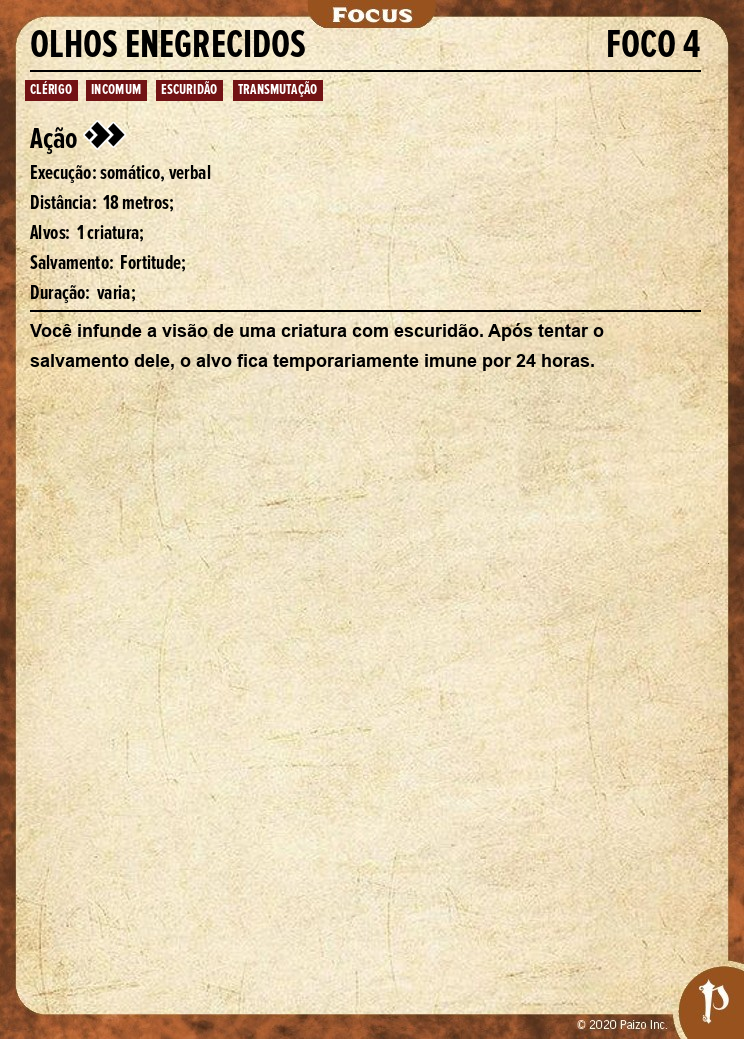 Focus
OLHOS ENEGRECIDOS FOCO 4
CLÉRIGO INCOMUM ESCURIDÃO TRANSMUTAÇÃO
Ação
Execução: somático, verbal
Distância: 18 metros;
Alvos: 1 criatura;
Salvamento: Fortitude;
Duração: varia;
Você infunde a visão de uma criatura com escuridão. Após tentar o
salvamento dele, o alvo fica temporariamente imune por 24 horas.
© 2020 Paizo Inc.